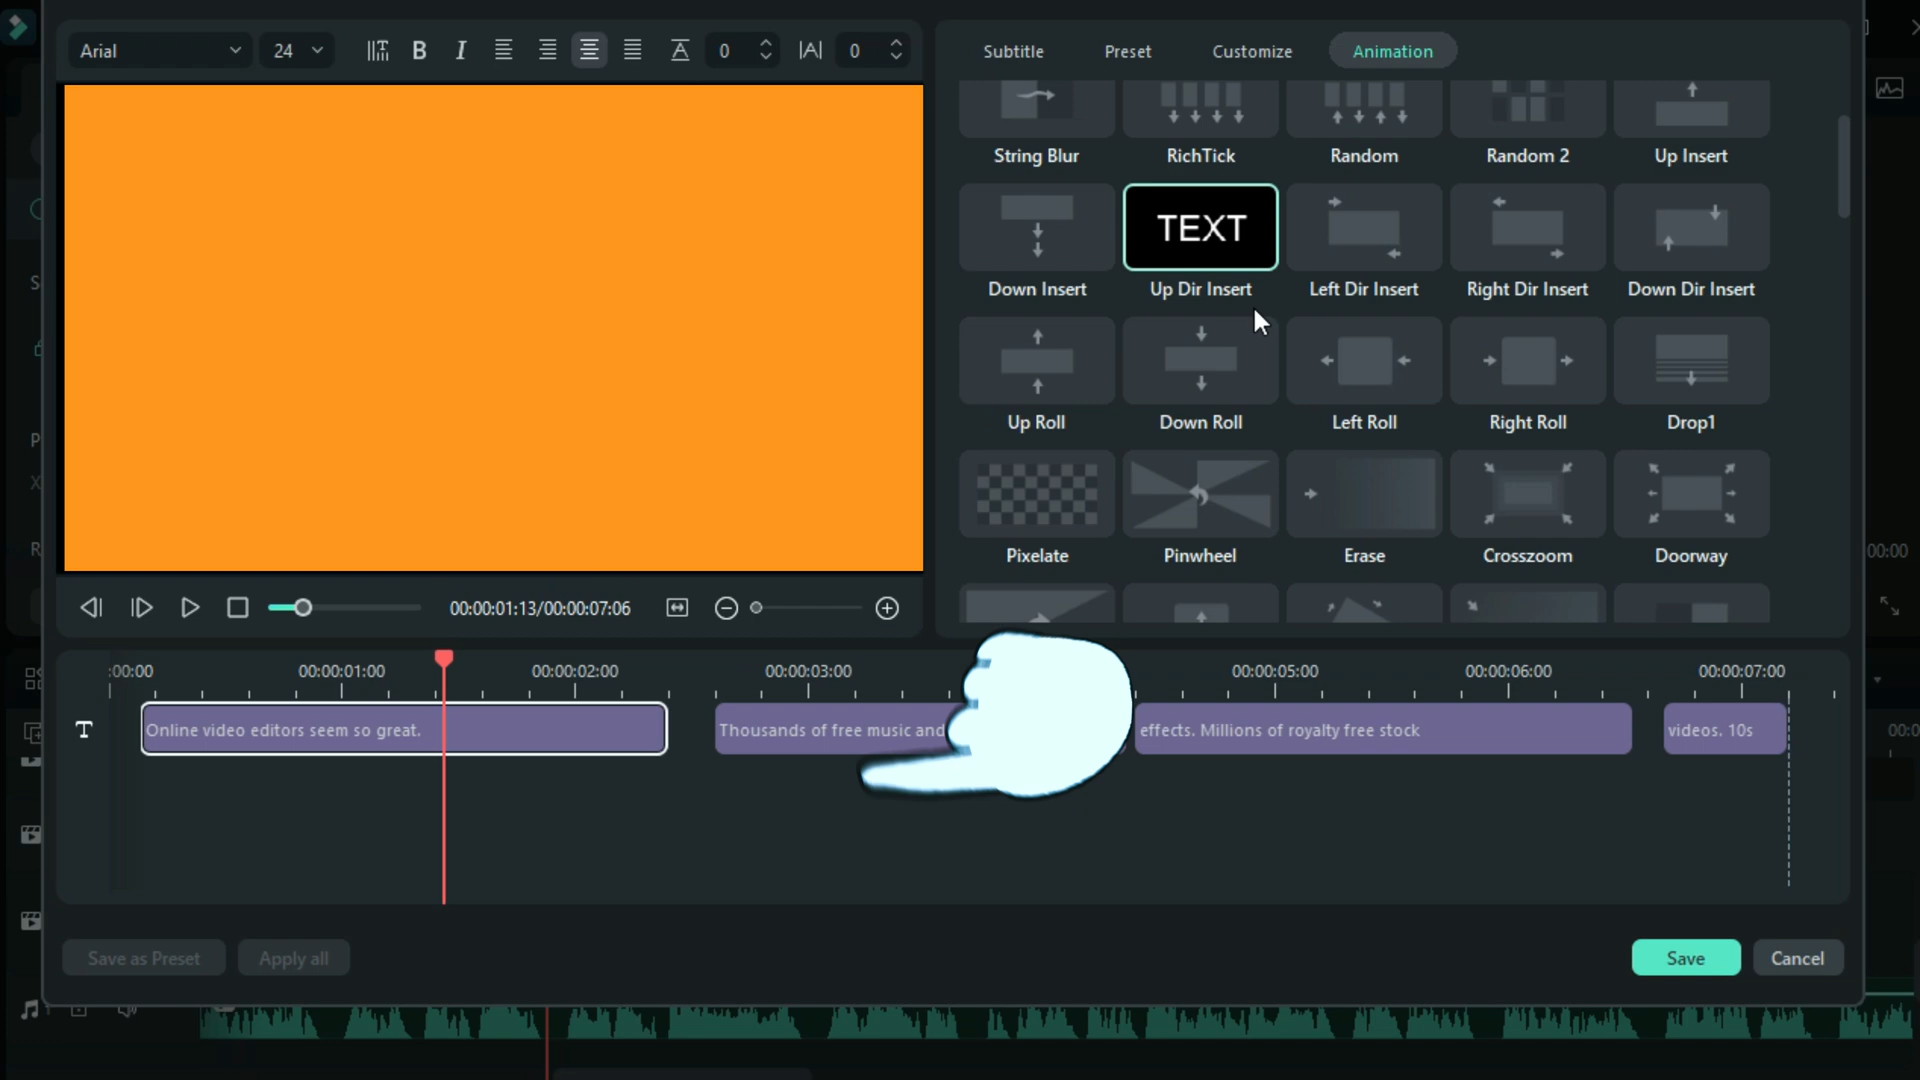 Arial 24 B I 0 0
Subtitle Preset Customize Animation
String Blur RichTick Random Random 2 Up Insert
TEXT
Down Insert Up Dir Insert Left Dir Insert Right Dir Insert Down Dir Insert
Up Roll Down Roll Left Roll Right Roll Drop1
Pixelate Pinwheel Erase Crosszoom Doorway
00:00:01:13/00:00:07:06
:00:00 00:00:01:00 00:00:02:00 00:00:03:00 00:00:05:00 00:00:06:00 00:00:07:00
T Online video editors seem so great. Thousands of free music and effects. Millions of royalty free stock videos. 10s
Save as Preset Apply all Save Cancel